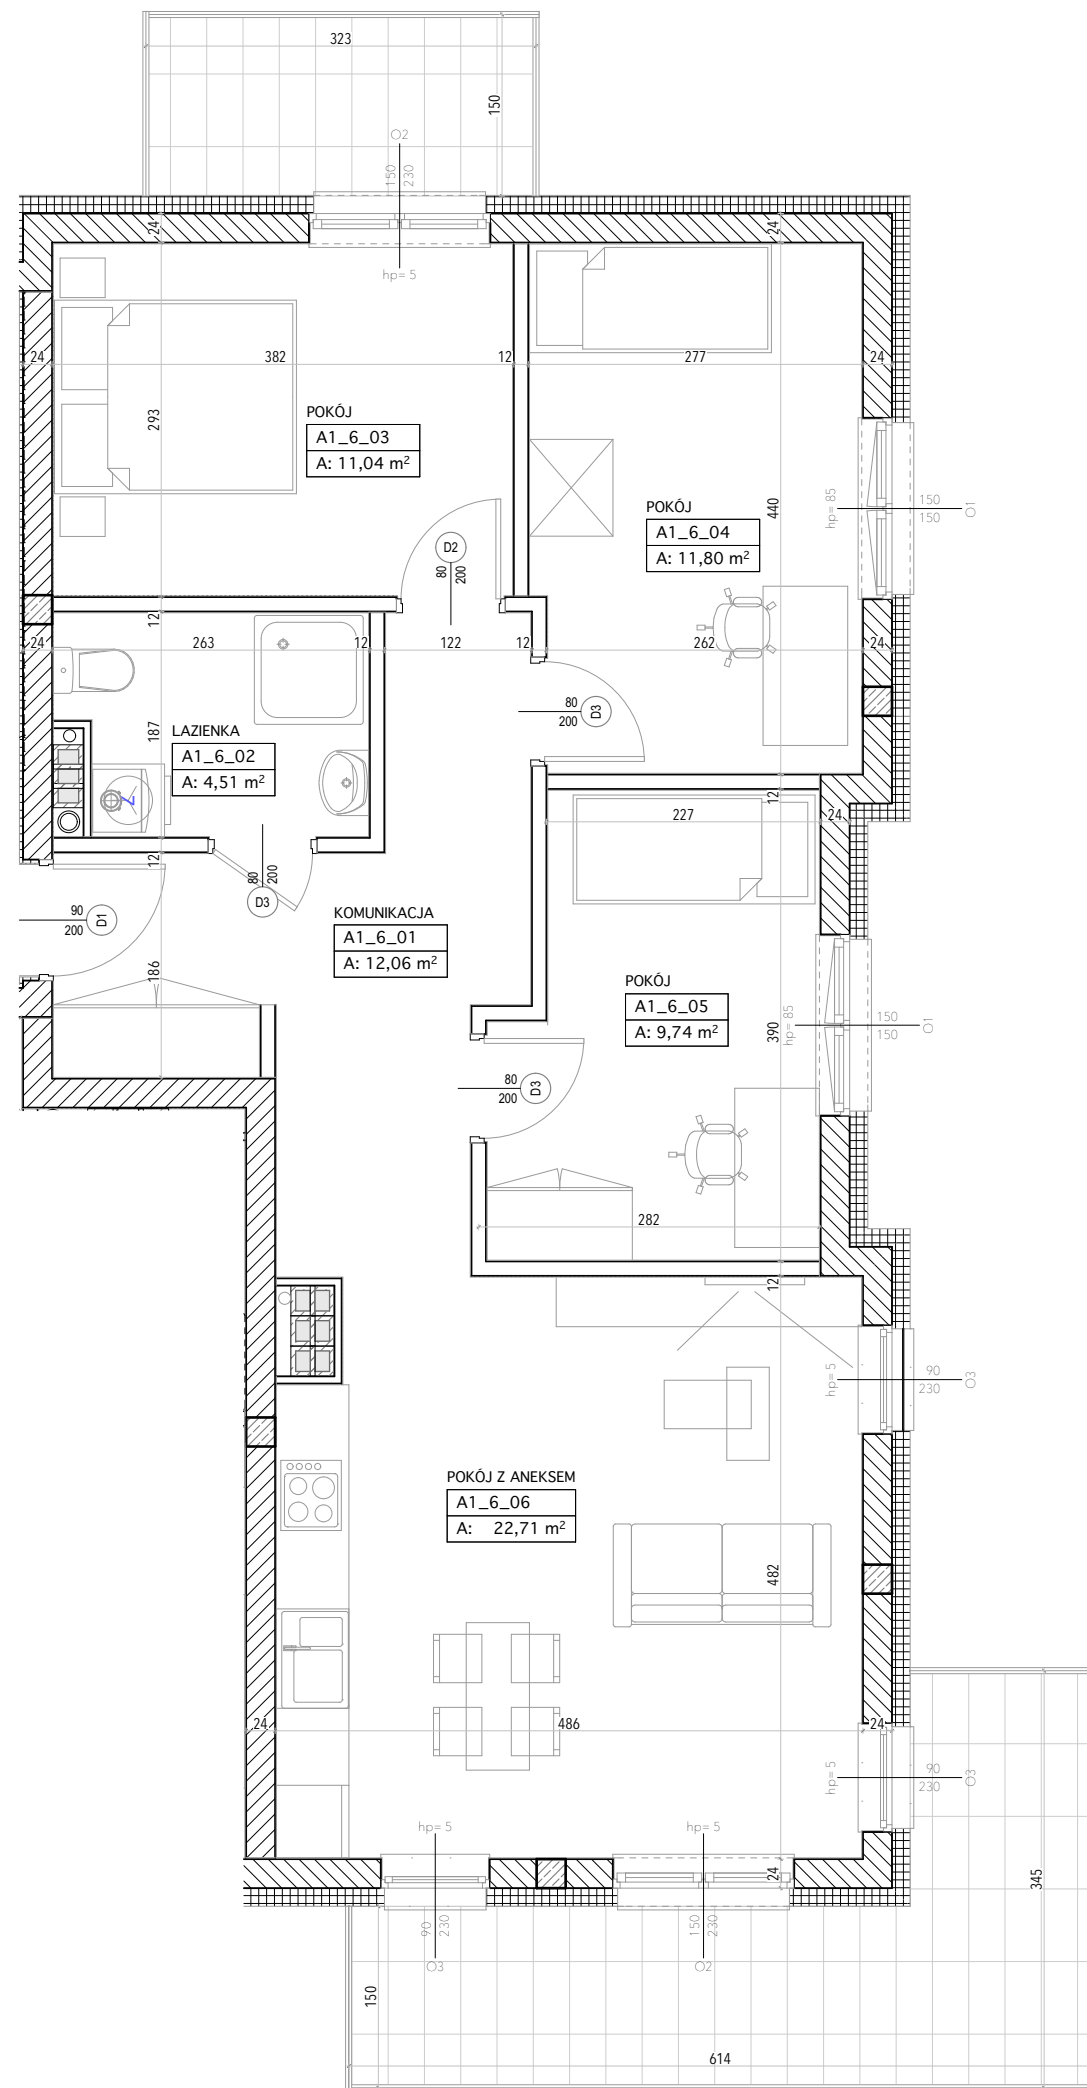 323
150
O2
150
230
hp= 5
24
24
24
382
12
277
24
293
POKÓJ
A1_6_03
A: 11,04 m²
440
hp= 85
150
150
O1
POKÓJ
A1_6_04
A: 11,80 m²
D2
80
200
12
24
263
12
122
12
262
24
80
200
D3
187
LAZIENKA
A1_6_02
A: 4,51 m²
12
227
24
12
80
200
D3
90
200
D1
KOMUNIKACJA
A1_6_01
A: 12,06 m²
186
POKÓJ
A1_6_05
A: 9,74 m²
390
hp= 85
150
150
O1
80
200
D3
282
12
hp= 5
90
230
O3
POKÓJ Z ANEKSEM
A1_6_06
A: 22,71 m²
482
24
486
24
hp= 5
90
230
O3
hp= 5
hp= 5
24
90
230
O3
150
230
O2
345
150
614